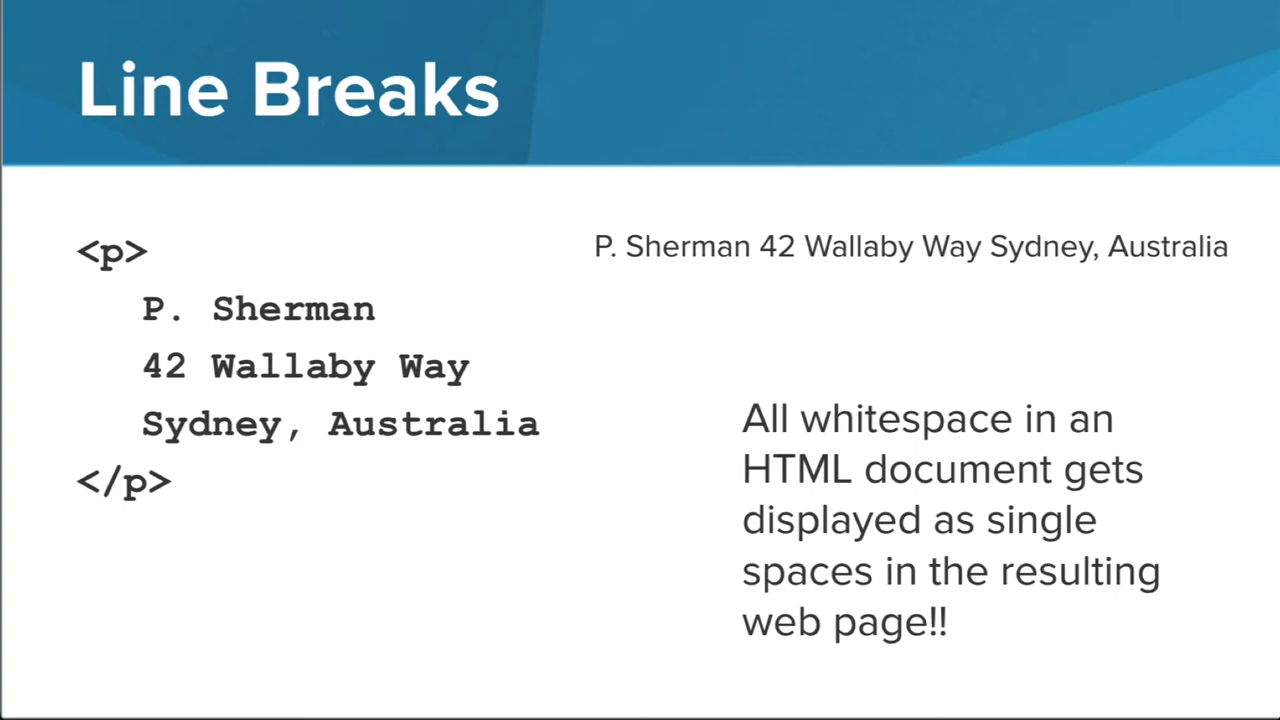 Line Breaks
<p>
P. Sherman
42 Wallaby Way
Sydney, Australia
</p>
P. Sherman 42 Wallaby Way Sydney, Australia
All whitespace in an
HTML document gets
displayed as single
spaces in the resulting
web page!!